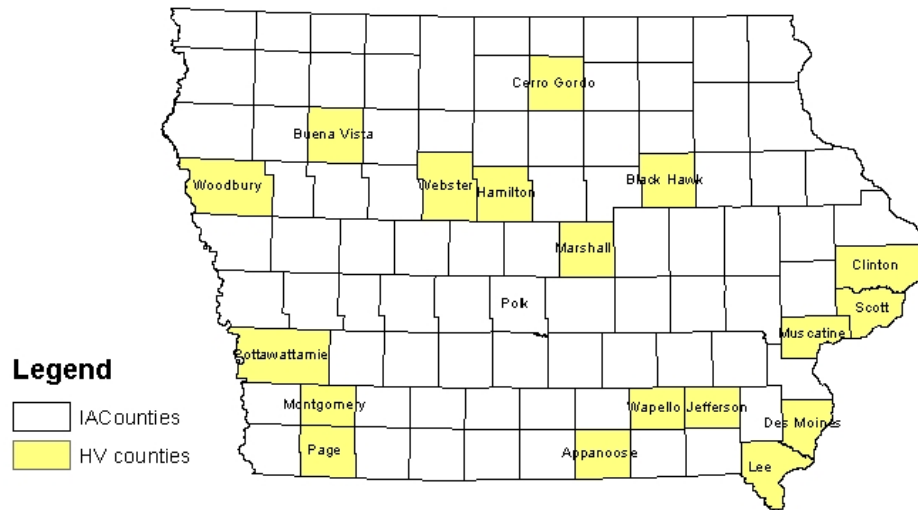 Cerro Gordo
Buena Vista
Woodbury
Webster
Hamilton
Black Hawk
Marshall
Clinton
Polk
Scott
Muscatine
Pottawattamie
Legend
IACounties
HV counties
Montgomery
Wapello
Jefferson
Des Moines
Page
Appanoose
Lee